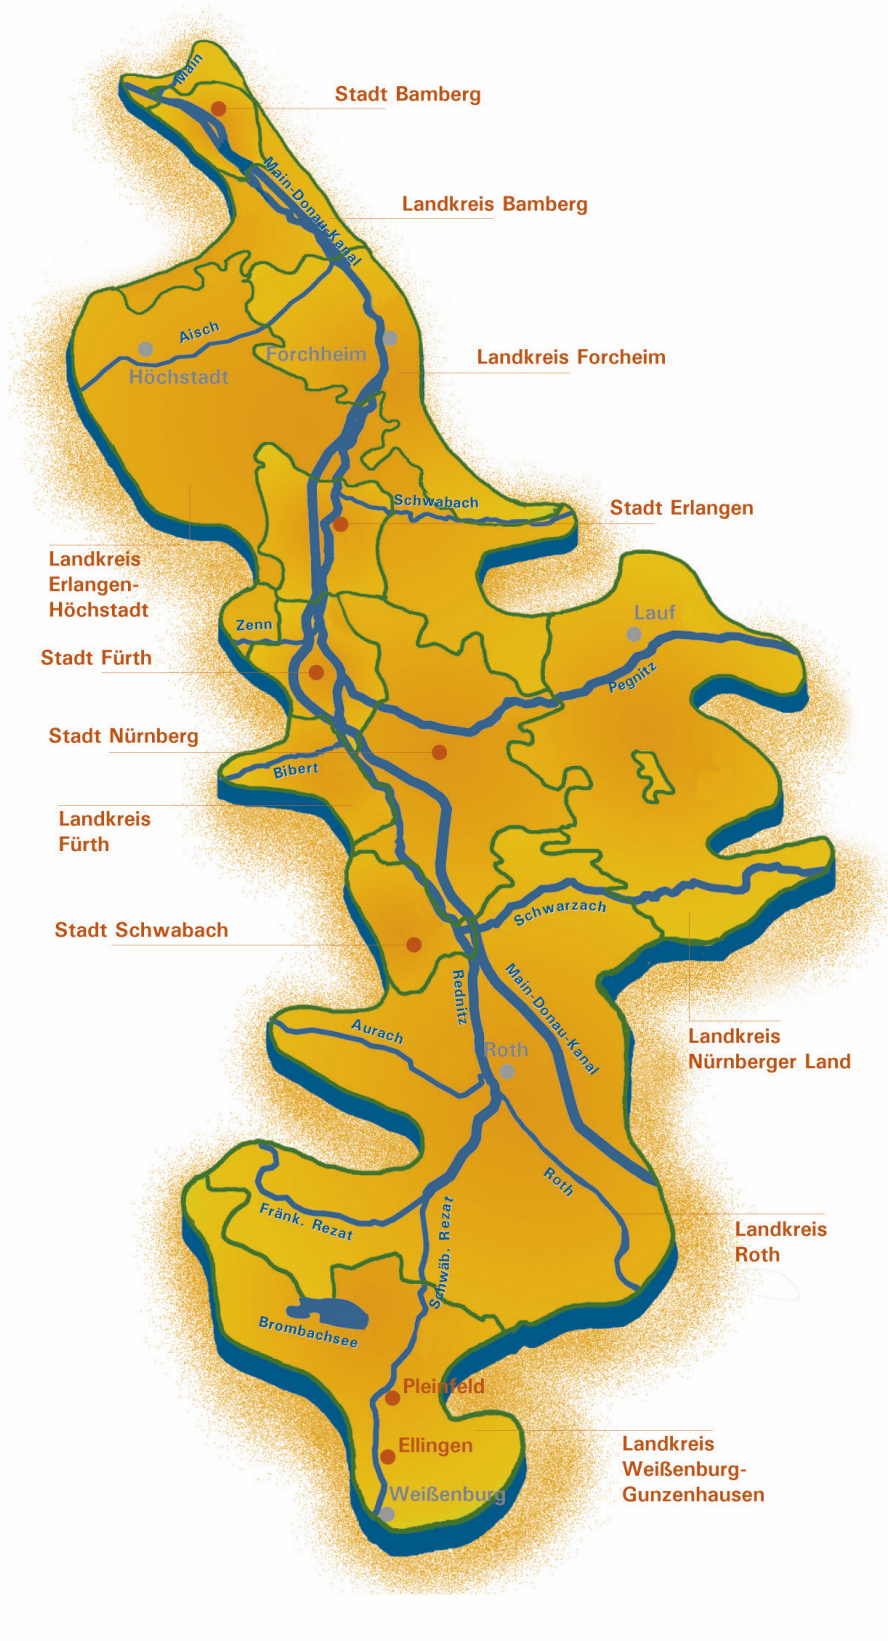 Main
Stadt Bamberg
Main-Donau-Kanal
Landkreis Bamberg
Aisch
Forchheim
Landkreis Forcheim
Höchstadt
Schwabach
Stadt Erlangen
Landkreis
Erlangen-
Höchstadt
Lauf
Zenn
Stadt Fürth
Pegnitz
Stadt Nürnberg
Bibert
Landkreis
Fürth
Schwarzach
Stadt Schwabach
Rednitz
Main-Donau-Kanal
Aurach
Roth
Landkreis
Nürnberger Land
Roth
Fränk. Rezat
Schwäb. Rezat
Landkreis
Roth
Brombachsee
Pleinfeld
Ellingen
Landkreis
Weißenburg-
Gunzenhausen
Weißenburg